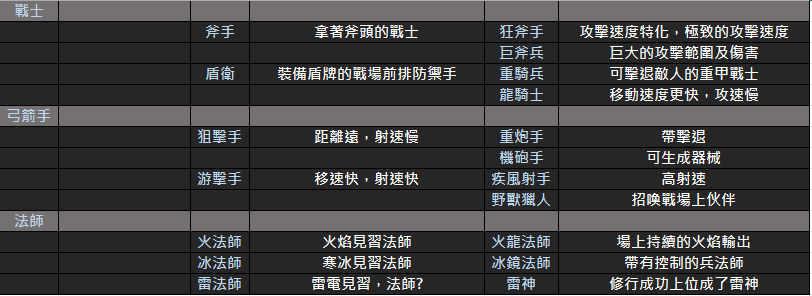 戰士
斧手 拿著斧頭的戰士 狂斧手 攻擊速度特化，極致的攻擊速度
巨斧兵 巨大的攻擊範圍及傷害
盾衛 裝備盾牌的戰場前排防禦手 重騎兵 可擊退敵人的重甲戰士
龍騎士 移動速度更快，攻速慢
弓箭手
狙擊手 距離遠，射速慢 重炮手 帶擊退
機砲手 可生成器械
游擊手 移速快，射速快 疾風射手 高射速
野獸獵人 招喚戰場上伙伴
法師
火法師 火焰見習法師 火龍法師 場上持續的火焰輸出
冰法師 寒冰見習法師 冰鏡法師 帶有控制的兵法師
雷法師 雷電見習，法師? 雷神 修行成功上位成了雷神